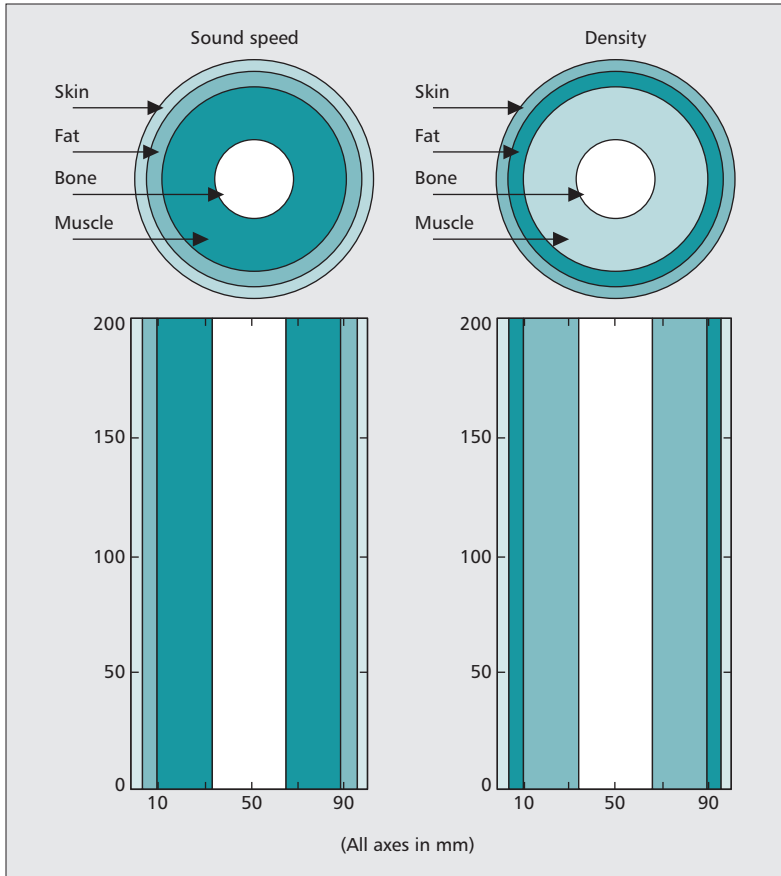 Sound speed
Skin
Fat
Bone
Muscle
Density
Skin
Fat
Bone
Muscle
200
150
100
50
0
10 50 90
200
150
100
50
0
10 50 90
(All axes in mm)